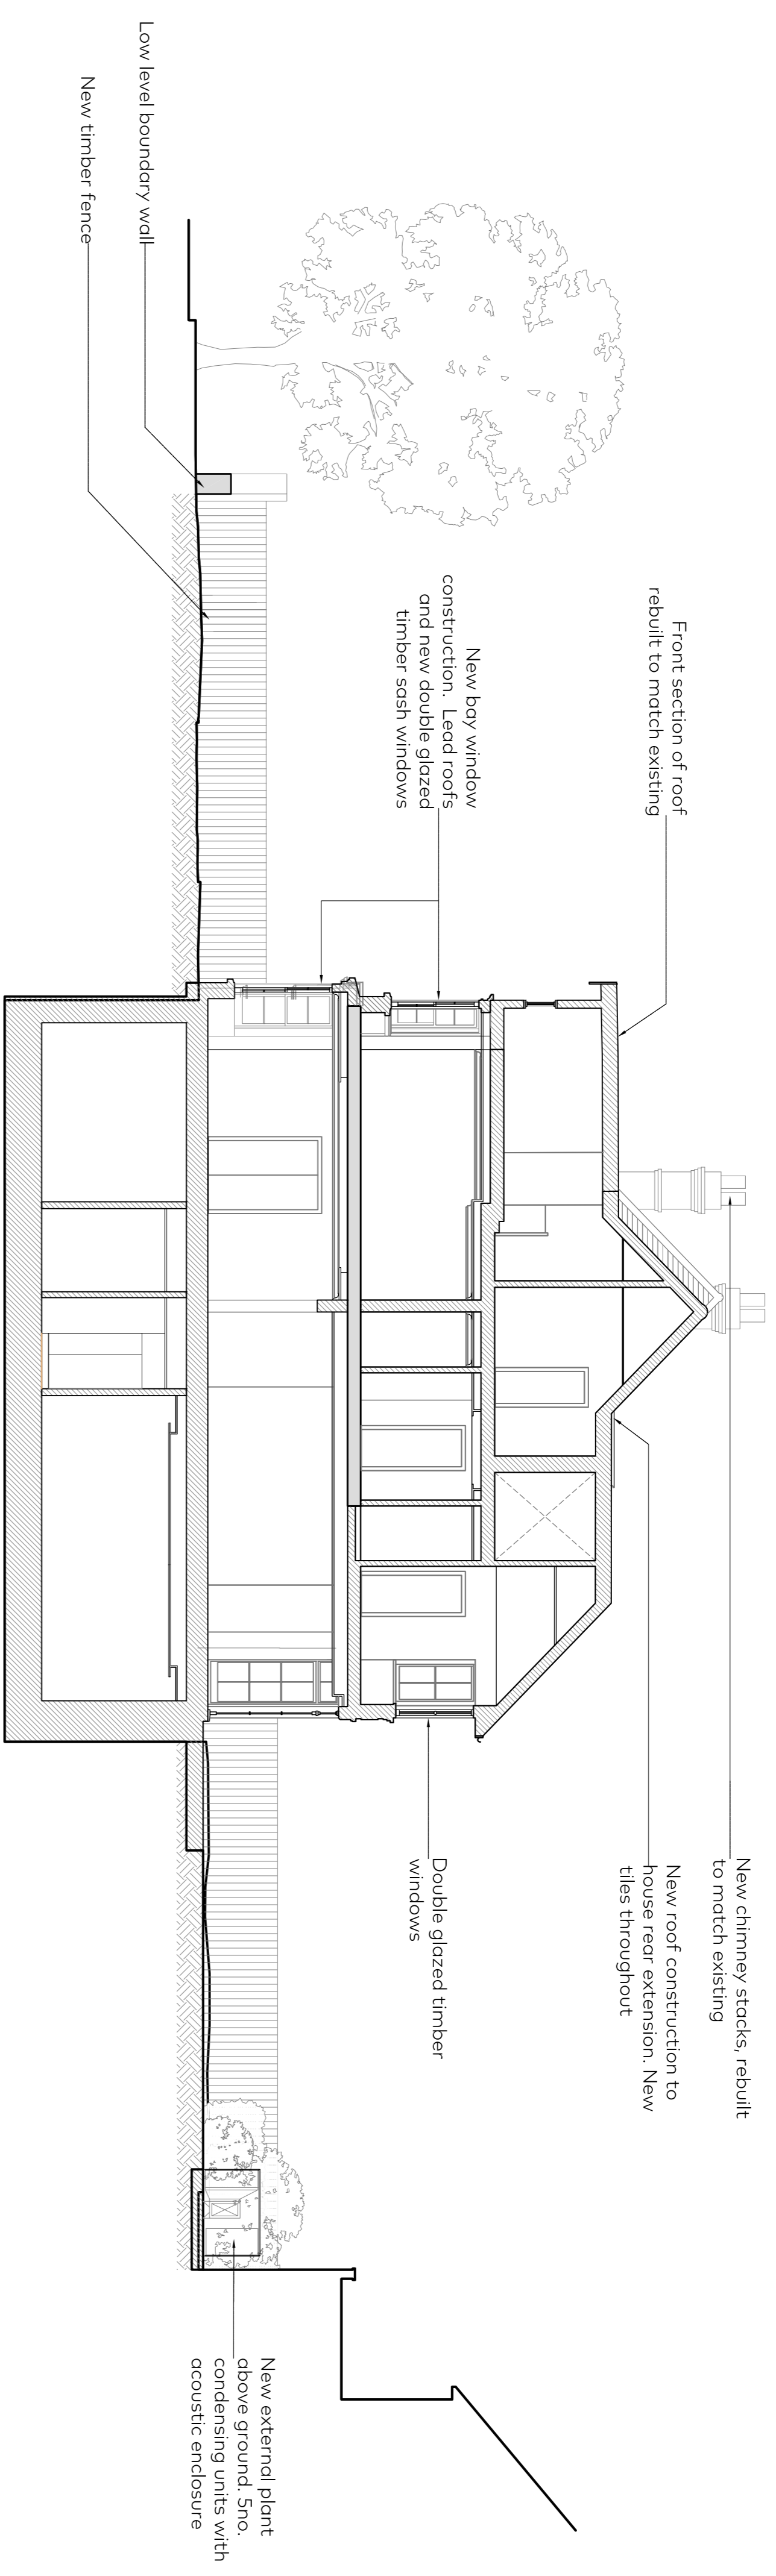 New chimney stacks, rebuilt
to match existing
Front section of roof
rebuilt to match existing
New roof construction to
house rear extension. New
tiles throughout
New bay window
construction. Lead roofs
and new double glazed
timber sash windows
Double glazed timber
windows
Low level boundary wall
New timber fence
New external plant
above ground. 5no.
condensing units with
acoustic enclosure